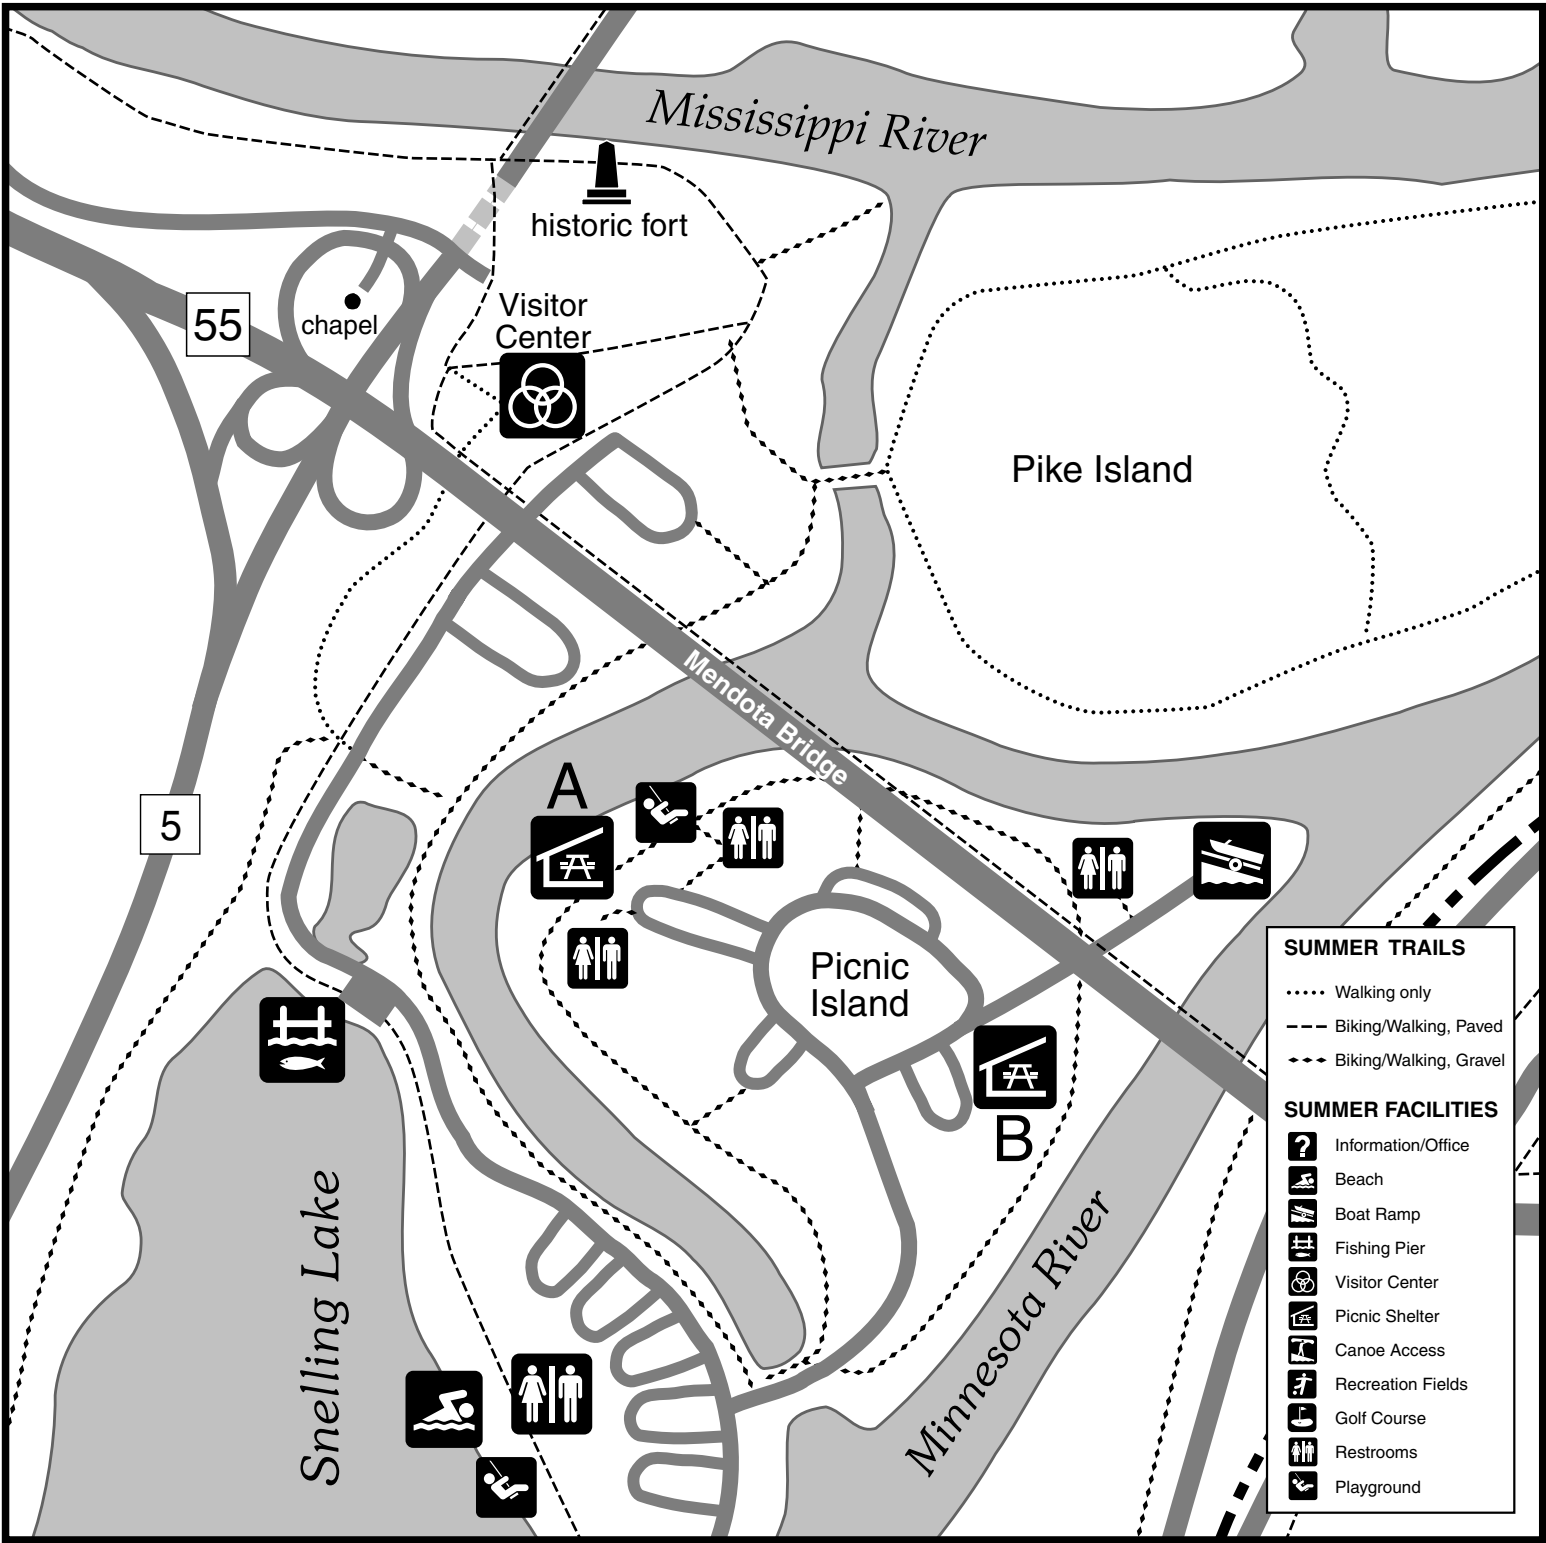 Mississippi River
historic fort
Visitor
Center
55
chapel
Pike Island
Mendota Bridge
A
5
Picnic
Island
B
Snelling Lake
Minnesota River
SUMMER TRAILS
Walking only
Biking/Walking, Paved
Biking/Walking, Gravel
SUMMER FACILITIES
?
Information/Office
Beach
Boat Ramp
Fishing Pier
Visitor Center
Picnic Shelter
Canoe Access
Recreation Fields
Golf Course
Restrooms
Playground